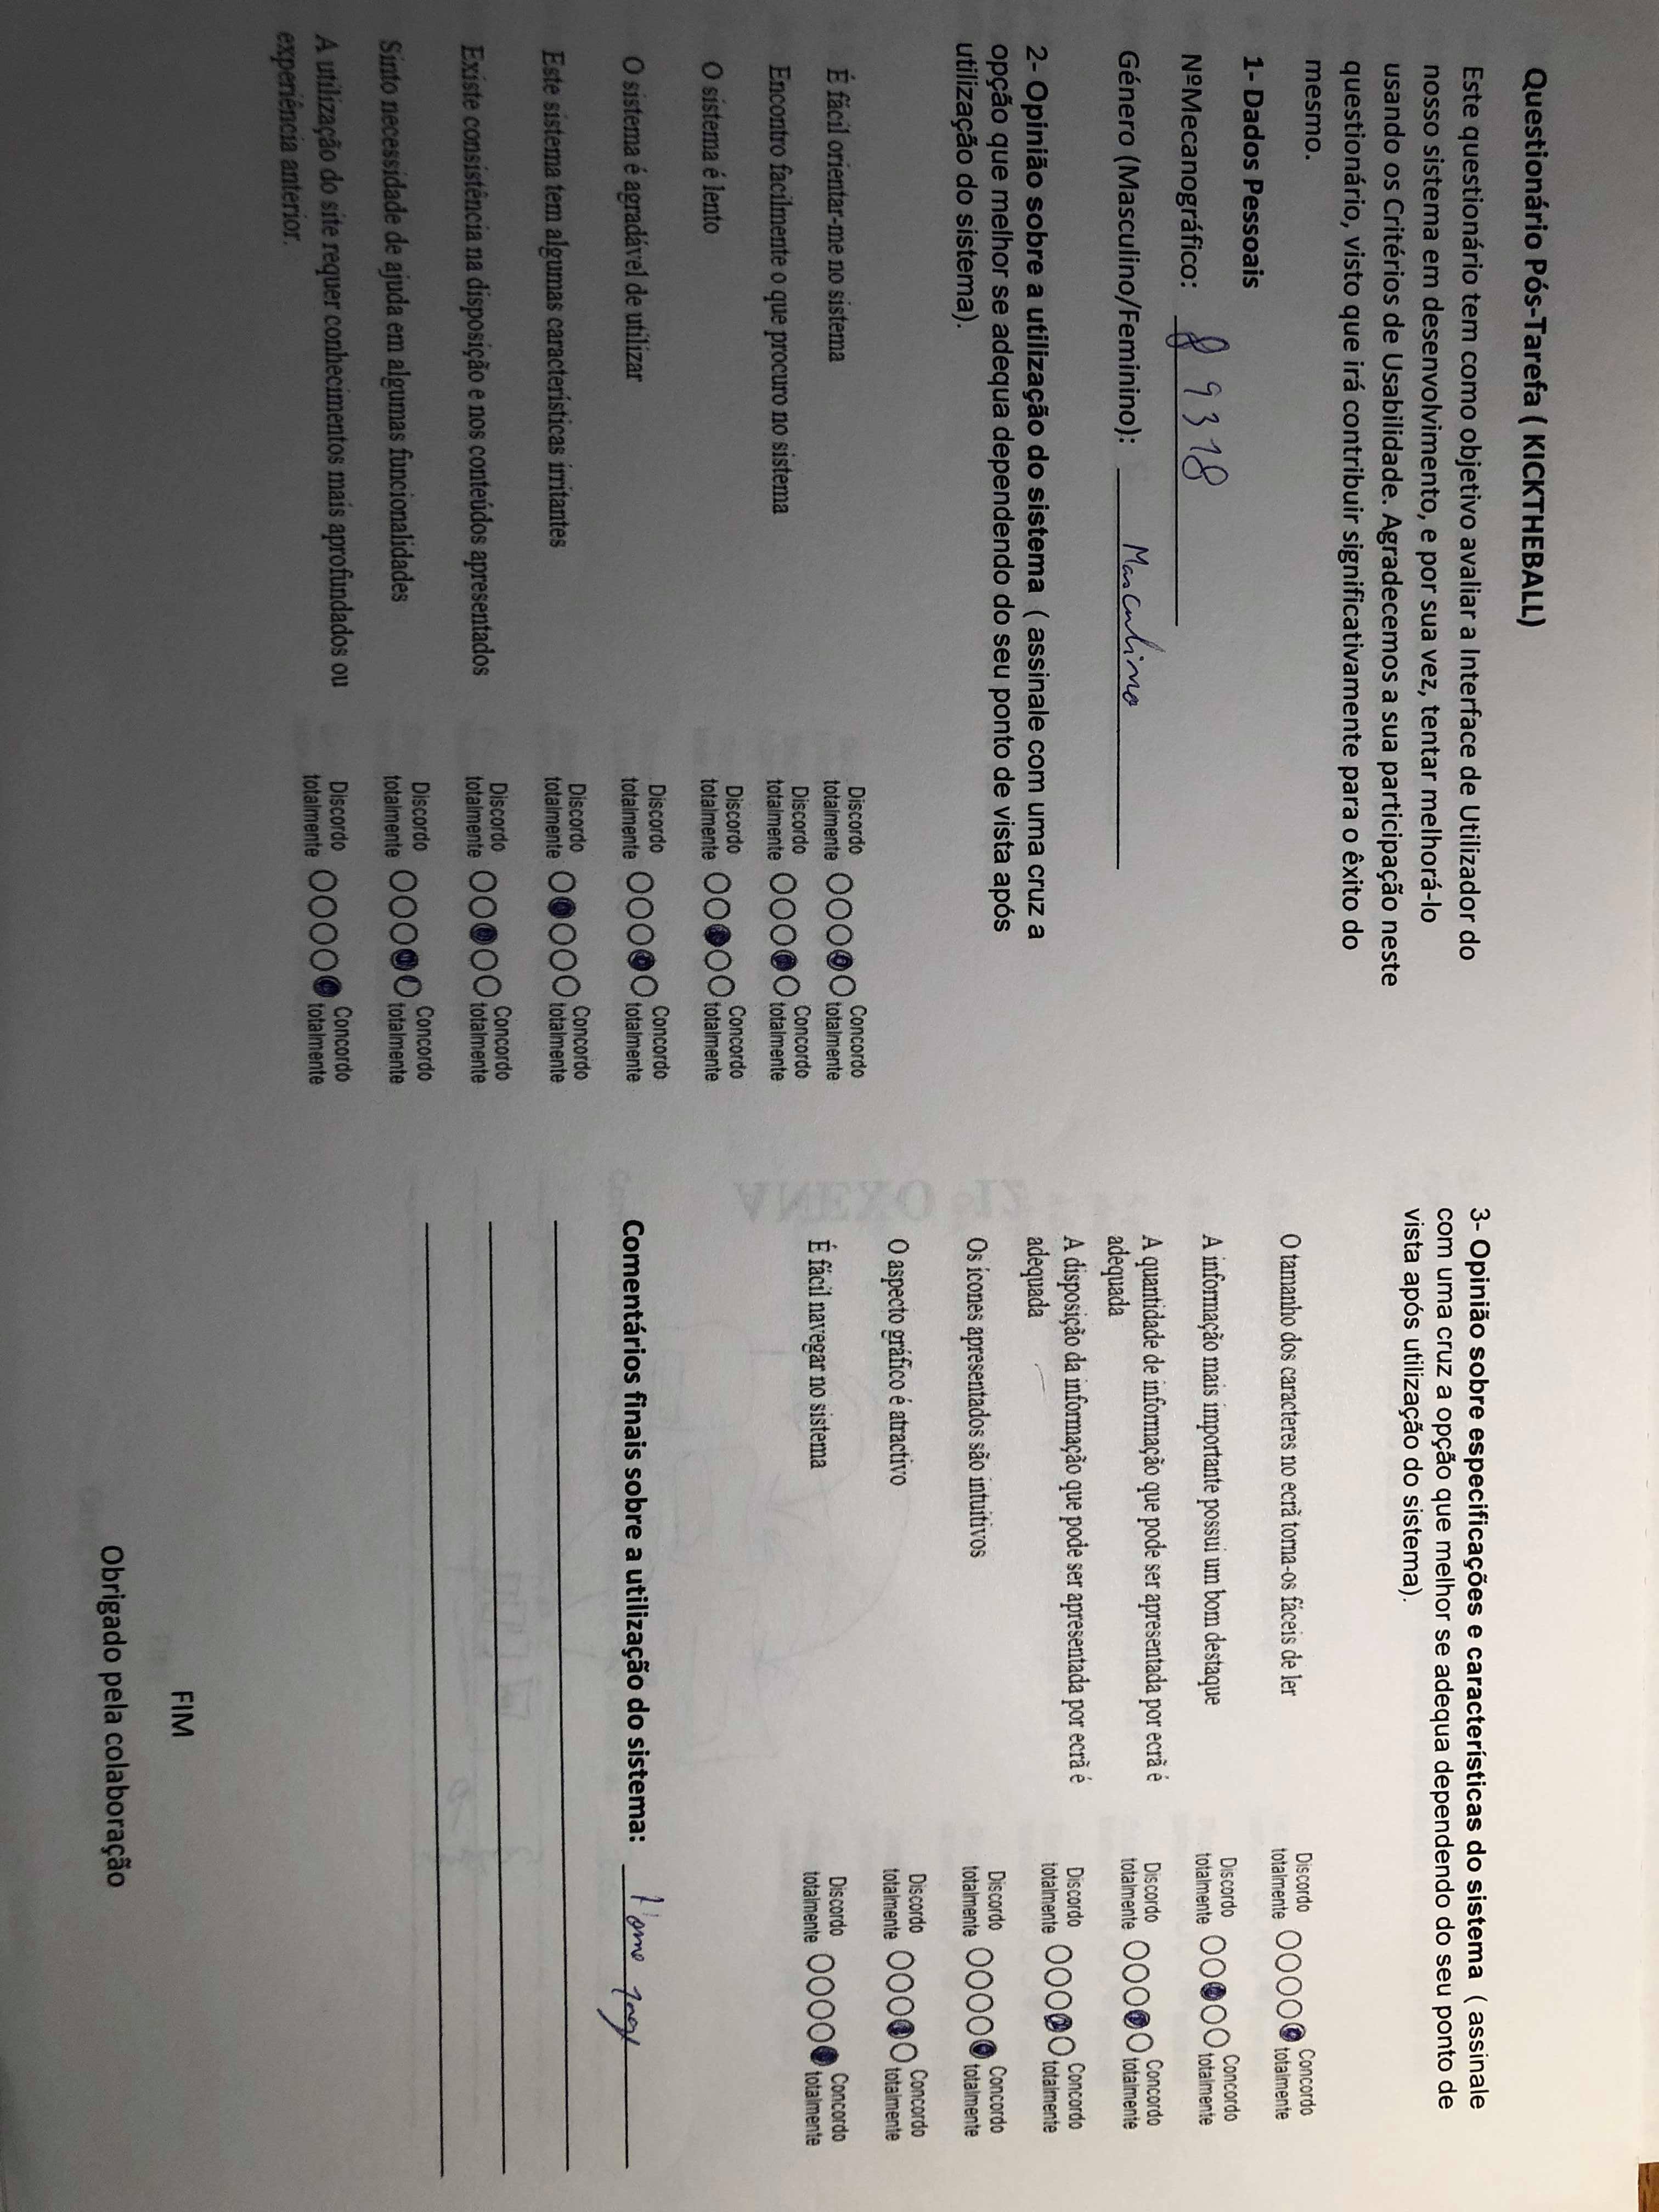 Questionário Pós-Tarefa ( KICKTHEBALL)
Este questionário tem como objetivo avaliar a Interface de Utilizador do
nosso sistema em desenvolvimento, e por sua vez, tentar melhorá-lo
usando os Critérios de Usabilidade. Agradecemos a sua participação neste
questionário, visto que irá contribuir significativamente para o êxito do
mesmo.
1- Dados Pessoais
NºMecanográfico: 89318
Género (Masculino/Feminino): Masculino
2- Opinião sobre a utilização do sistema ( assinale com uma cruz a
opção que melhor se adequa dependendo do seu ponto de vista após
utilização do sistema).
É fácil orientar-me no sistema Discordo totalmente Concordo totalmente
Encontro facilmente o que procuro no sistema Discordo totalmente Concordo totalmente
O sistema é lento Discordo totalmente Concordo totalmente
O sistema é agradável de utilizar Discordo totalmente Concordo totalmente
Este sistema tem algumas características irritantes Discordo totalmente Concordo totalmente
Existe consistência na disposição e nos conteúdos apresentados Discordo totalmente Concordo totalmente
Sinto necessidade de ajuda em algumas funcionalidades Discordo totalmente Concordo totalmente
A utilização do site requer conhecimentos mais aprofundados ou
experiência anterior. Discordo totalmente Concordo totalmente
3- Opinião sobre especificações e características do sistema ( assinale
com uma cruz a opção que melhor se adequa dependendo do seu ponto de
vista após utilização do sistema).
O tamanho dos caracteres no ecrã torna-os fáceis de ler Discordo totalmente Concordo totalmente
A informação mais importante possui um bom destaque Discordo totalmente Concordo totalmente
A quantidade de informação que pode ser apresentada por ecrã é
adequada Discordo totalmente Concordo totalmente
A disposição da informação que pode ser apresentada por ecrã é
adequada Discordo totalmente Concordo totalmente
Os ícones apresentados são intuitivos Discordo totalmente Concordo totalmente
O aspecto gráfico é atractivo Discordo totalmente Concordo totalmente
É fácil navegar no sistema Discordo totalmente Concordo totalmente
Comentários finais sobre a utilização do sistema:
FIM
Obrigado pela colaboração